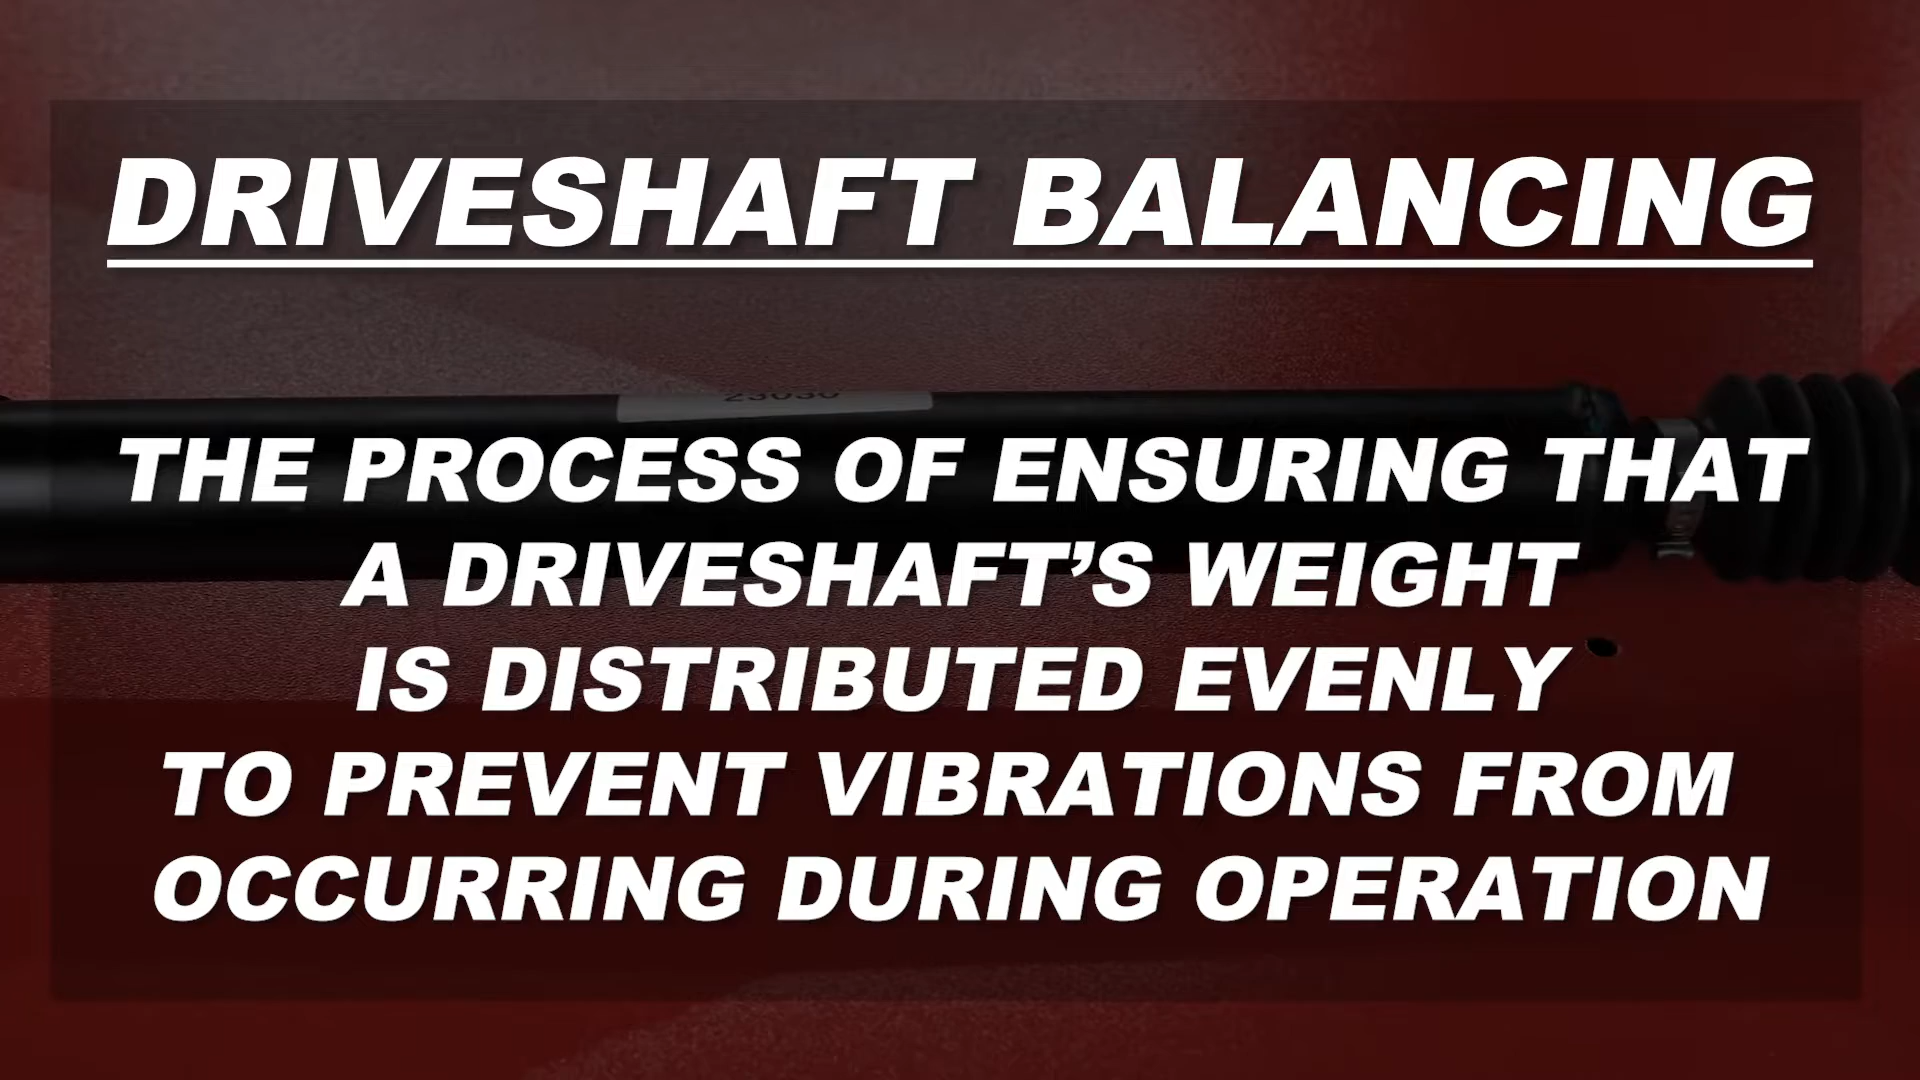 DRIVESHAFT BALANCING
THE PROCESS OF ENSURING THAT
A DRIVESHAFT’S WEIGHT
IS DISTRIBUTED EVENLY
TO PREVENT VIBRATIONS FROM
OCCURRING DURING OPERATION